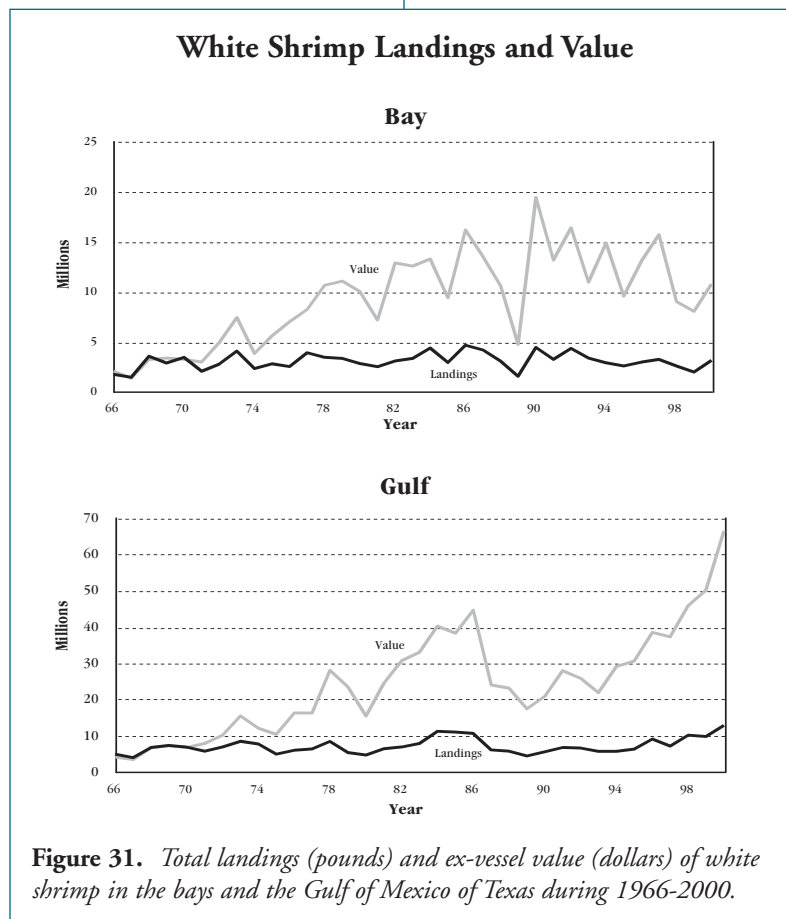 White Shrimp Landings and Value
Bay
25
20
15
10
5
0
Millions
Value
Landings
66 70 74 78 82 86 90 94 98
Year
Gulf
70
60
50
40
30
20
10
0
Millions
Value
Landings
66 70 74 78 82 86 90 94 98
Year
Figure 31. Total landings (pounds) and ex-vessel value (dollars) of white
shrimp in the bays and the Gulf of Mexico of Texas during 1966-2000.